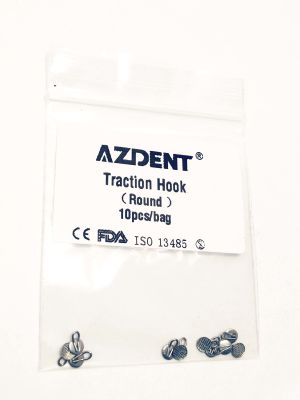 AZDENT®
Traction Hook
(Round )
10pcs/bag
CE FDA ISO 13485